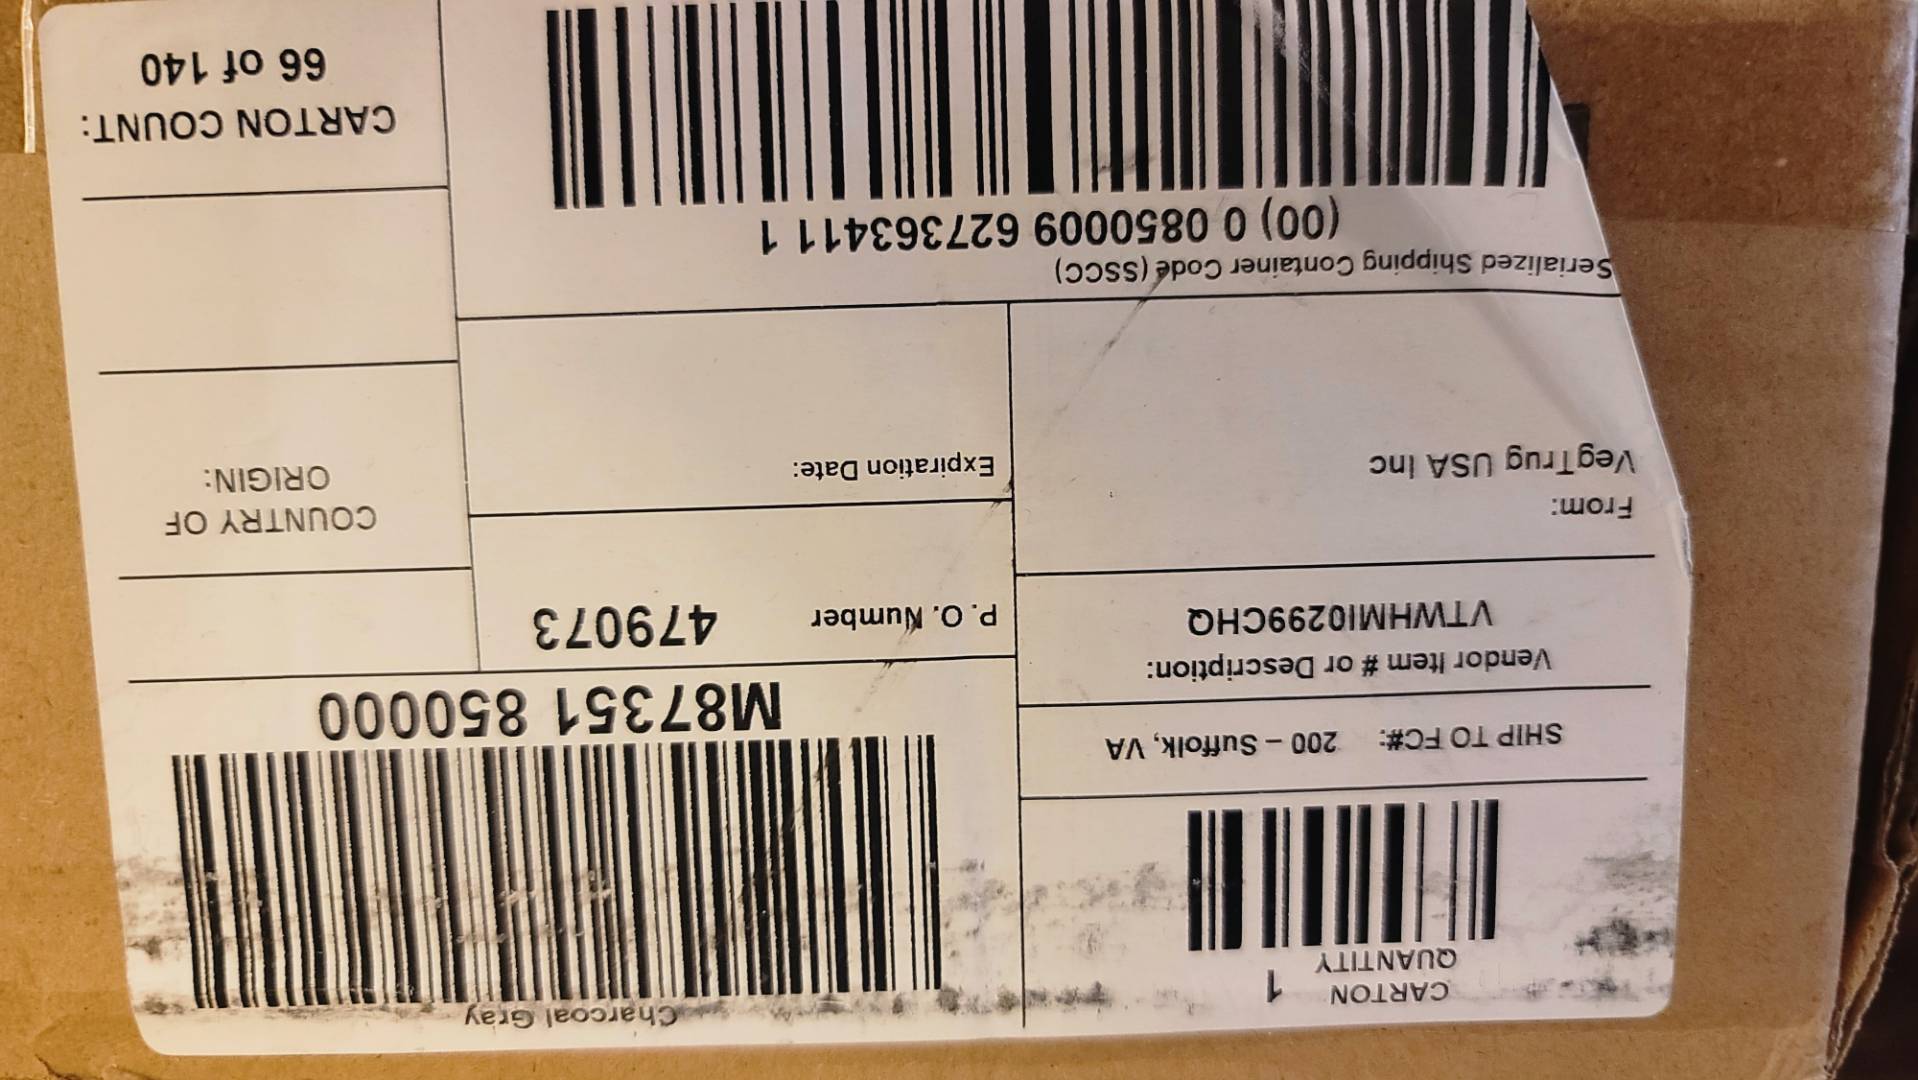 Charcoal Gray
CARTON
QUANTITY
1
M87351 850000
SHIP TO FC#: 200 – Suffolk, VA
Vendor Item # or Description:
VTWHMI0299CHQ
P. O. Number 479073
From:
VegTrug USA Inc
Expiration Date:
COUNTRY OF
ORIGIN:
Serialized Shipping Container Code (SSCC)
(00) 0 0850009 627363411 1
CARTON COUNT:
66 of 140